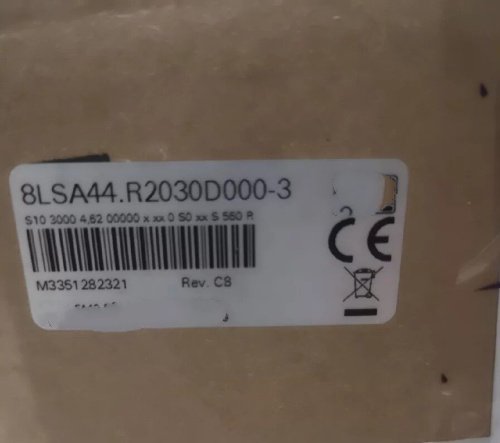 8LSA44.R2030D000-3
S10 3000 4,62 00000 x xx 0 S0 xx S 560 R
CE
M3351282321 Rev. C8